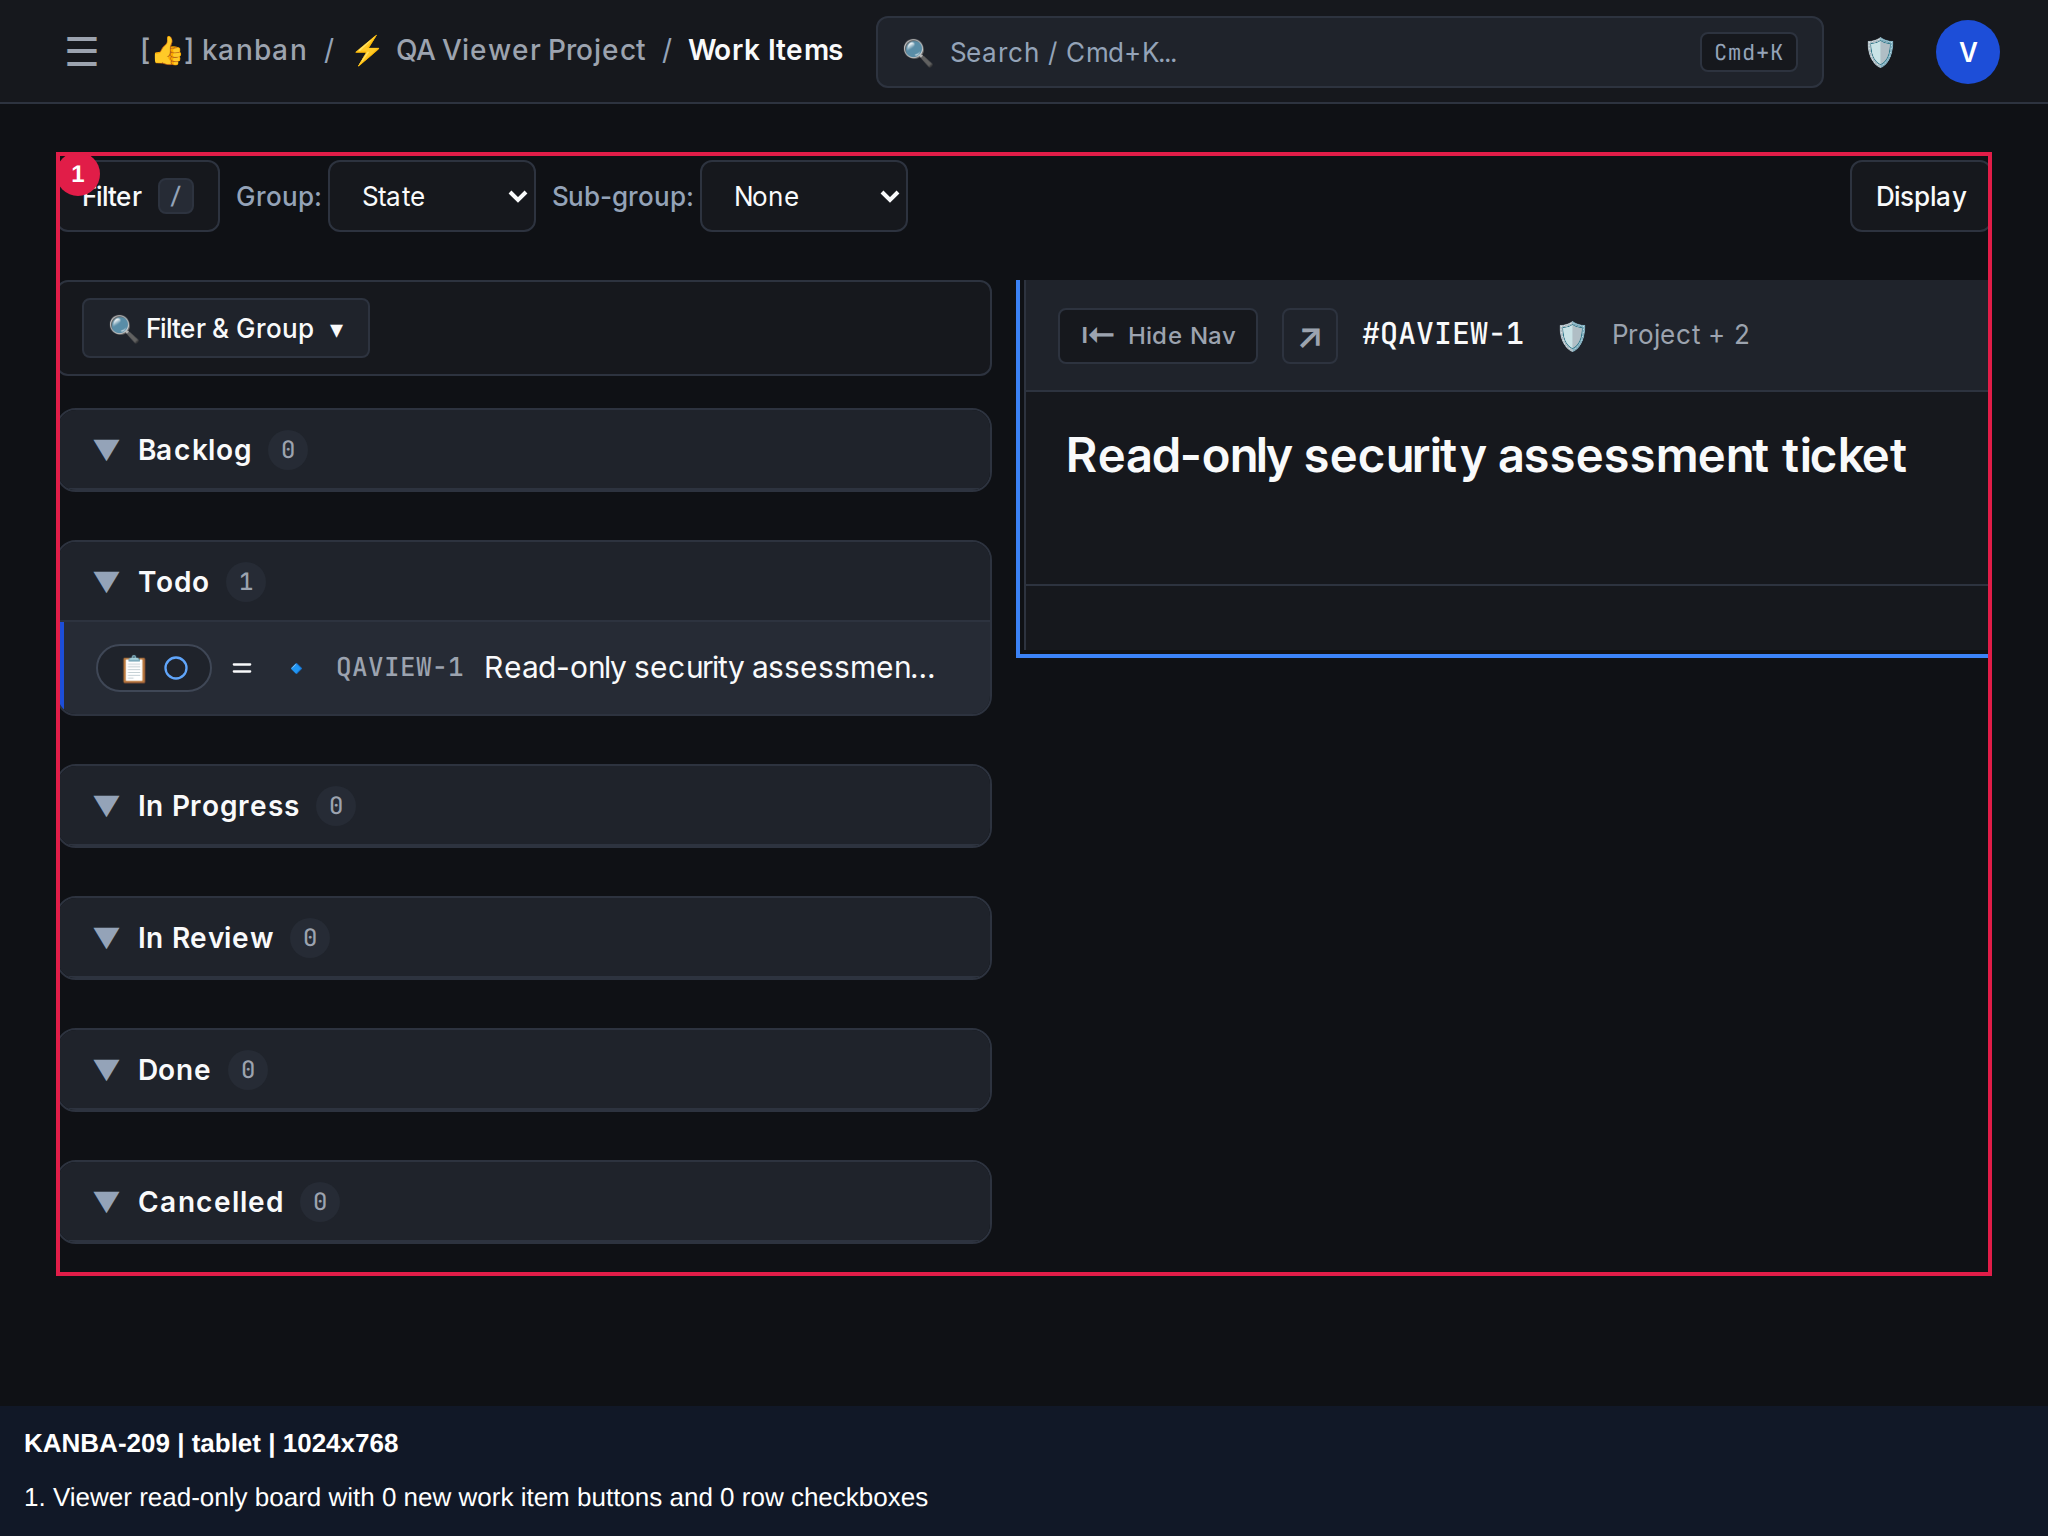 ☰ [👍] kanban / ⚡ QA Viewer Project / Work Items 🔍 Search / Cmd+K... Cmd+K 🛡️ V
1
Filter / Group: State Sub-group: None Display
🔍 Filter & Group ▼
Backlog 0
Todo 1
📋 = 🔹 QAVIEW-1 Read-only security assessmen...
In Progress 0
In Review 0
Done 0
Cancelled 0
Hide Nav #QAVIEW-1 🛡️ Project + 2
Read-only security assessment ticket
KANBA-209 | tablet | 1024x768
1. Viewer read-only board with 0 new work item buttons and 0 row checkboxes